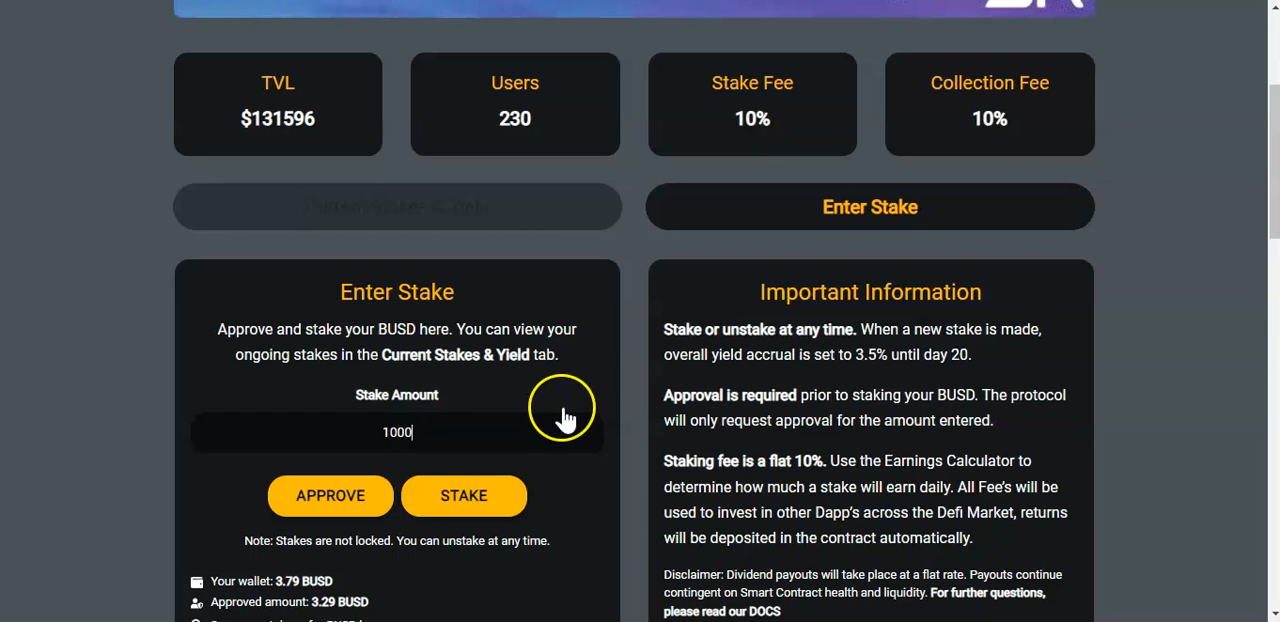 TVL
$131596
Users
230
Stake Fee
10%
Collection Fee
10%
Enter Stake
Enter Stake
Approve and stake your BUSD here. You can view your
ongoing stakes in the Current Stakes & Yield tab.
Stake Amount
1000
APPROVE
STAKE
Note: Stakes are not locked. You can unstake at any time.
Your wallet: 3.79 BUSD
Approved amount: 3.29 BUSD
Important Information
Stake or unstake at any time. When a new stake is made,
overall yield accrual is set to 3.5% until day 20.
Approval is required prior to staking your BUSD. The protocol
will only request approval for the amount entered.
Staking fee is a flat 10%. Use the Earnings Calculator to
determine how much a stake will earn daily. All Fee's will be
used to invest in other Dapp's across the Defi Market, returns
will be deposited in the contract automatically.
Disclaimer: Dividend payouts will take place at a flat rate. Payouts continue
contingent on Smart Contract health and liquidity. For further questions,
please read our DOCS